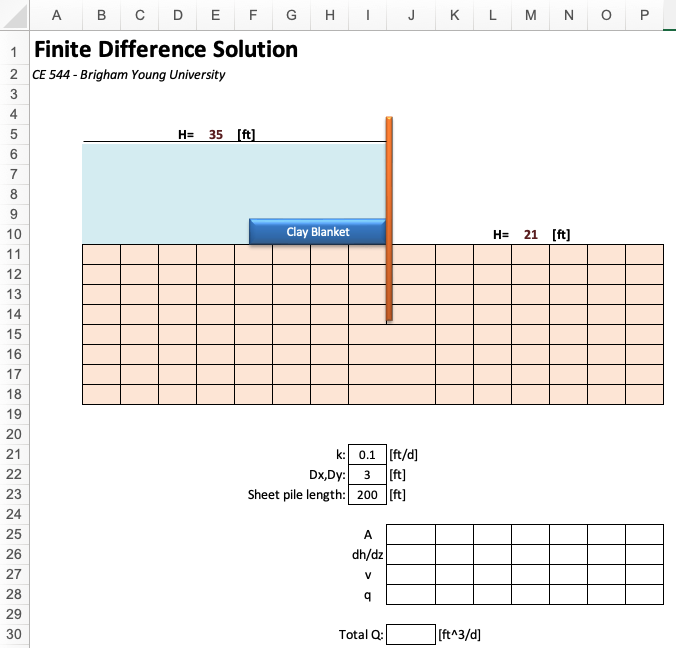 A B C D E F G H I J K L M N O P
1 Finite Difference Solution
2 CE 544 - Brigham Young University
3
4
5 H= 35 [ft]
6
7
8
9
Clay Blanket
10 H= 21 [ft]
11
12
13
14
15
16
17
18
19
20
21 k: 0.1 [ft/d]
22 Dx,Dy: 3 [ft]
23 Sheet pile length: 200 [ft]
24
25 A
26 dh/dz
27 v
28 q
29
30 Total Q: [ft^3/d]